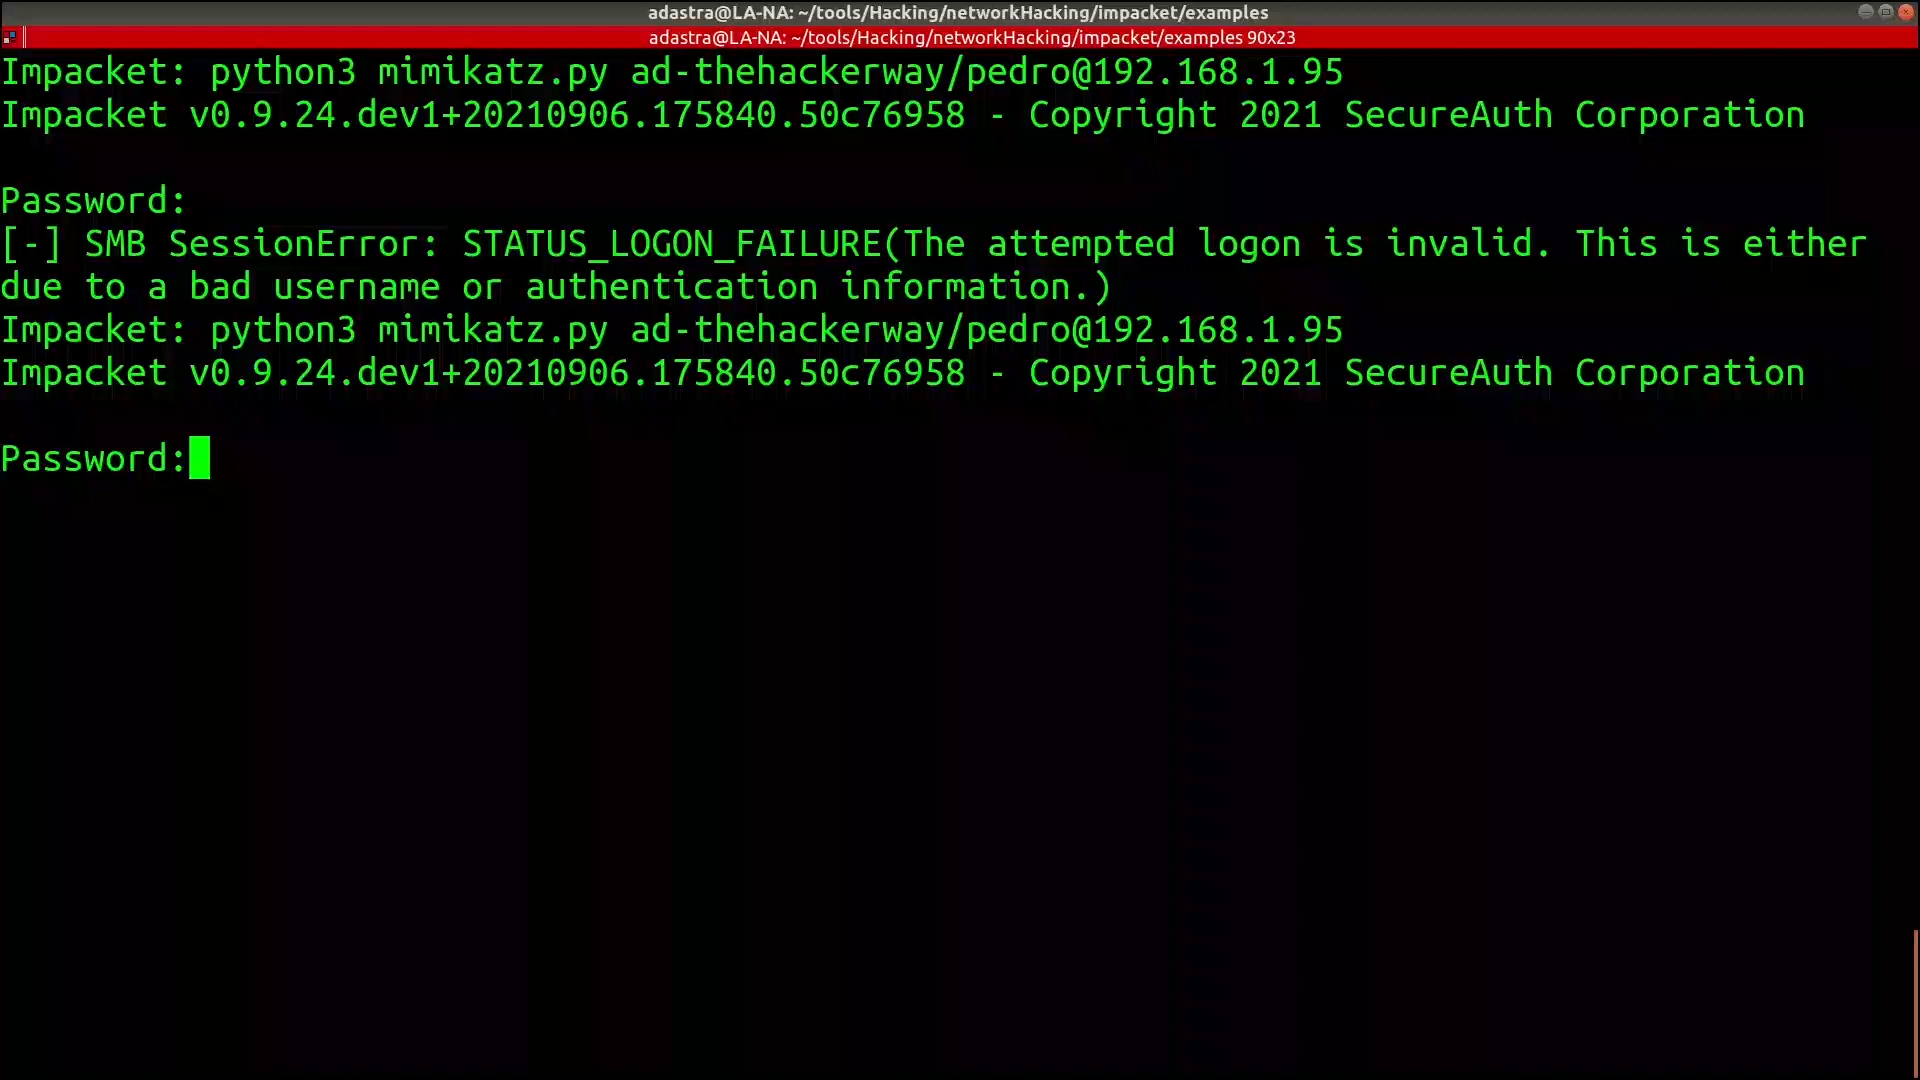 adastra@LA-NA: ~/tools/Hacking/networkHacking/impacket/examples
adastra@LA-NA: ~/tools/Hacking/networkHacking/impacket/examples 90x23
Impacket: python3 mimikatz.py ad-thehackerway/pedro@192.168.1.95
Impacket v0.9.24.dev1+20210906.175840.50c76958 - Copyright 2021 SecureAuth Corporation
Password:
[-] SMB SessionError: STATUS_LOGON_FAILURE(The attempted logon is invalid. This is either
due to a bad username or authentication information.)
Impacket: python3 mimikatz.py ad-thehackerway/pedro@192.168.1.95
Impacket v0.9.24.dev1+20210906.175840.50c76958 - Copyright 2021 SecureAuth Corporation
Password: